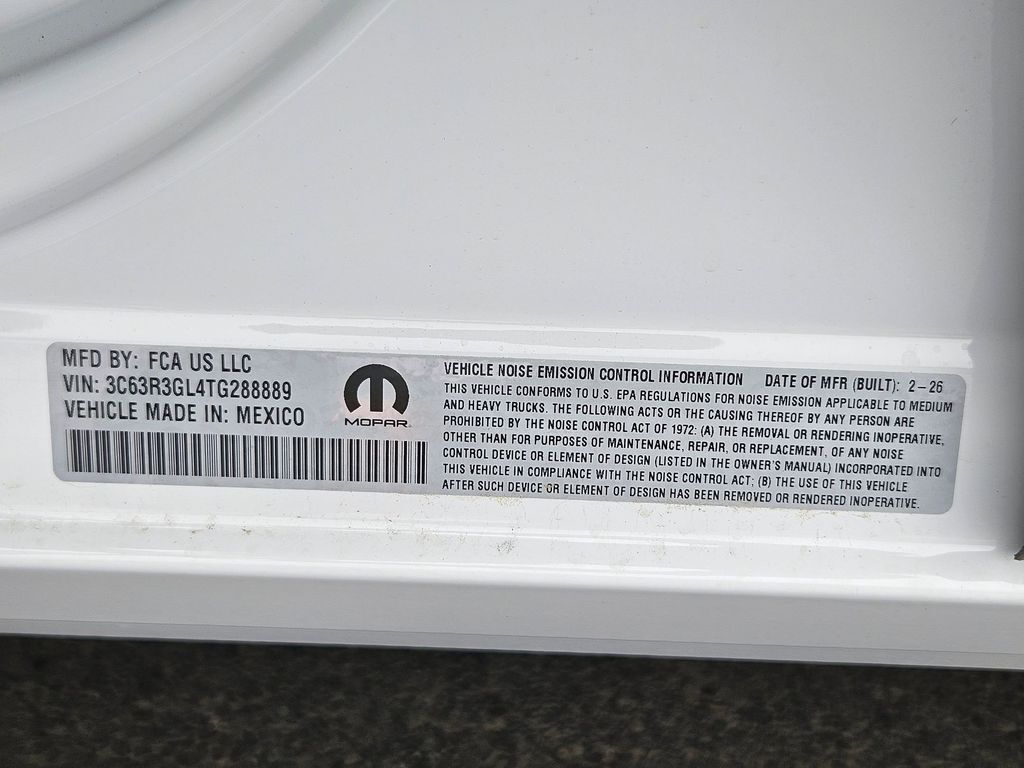 MFD BY: FCA US LLC
VIN: 3C63R3GL4TG288889
VEHICLE MADE IN: MEXICO
MOPAR
VEHICLE NOISE EMISSION CONTROL INFORMATION DATE OF MFR (BUILT): 2-26
THIS VEHICLE CONFORMS TO U.S. EPA REGULATIONS FOR NOISE EMISSION APPLICABLE TO MEDIUM
AND HEAVY TRUCKS. THE FOLLOWING ACTS OR THE CAUSING THEREOF BY ANY PERSON ARE
PROHIBITED BY THE NOISE CONTROL ACT OF 1972: (A) THE REMOVAL OR RENDERING INOPERATIVE,
OTHER THAN FOR PURPOSES OF MAINTENANCE, REPAIR, OR REPLACEMENT, OF ANY NOISE
CONTROL DEVICE OR ELEMENT OF DESIGN (LISTED IN THE OWNER'S MANUAL) INCORPORATED INTO
THIS VEHICLE IN COMPLIANCE WITH THE NOISE CONTROL ACT; (B) THE USE OF THIS VEHICLE
AFTER SUCH DEVICE OR ELEMENT OF DESIGN HAS BEEN REMOVED OR RENDERED INOPERATIVE.